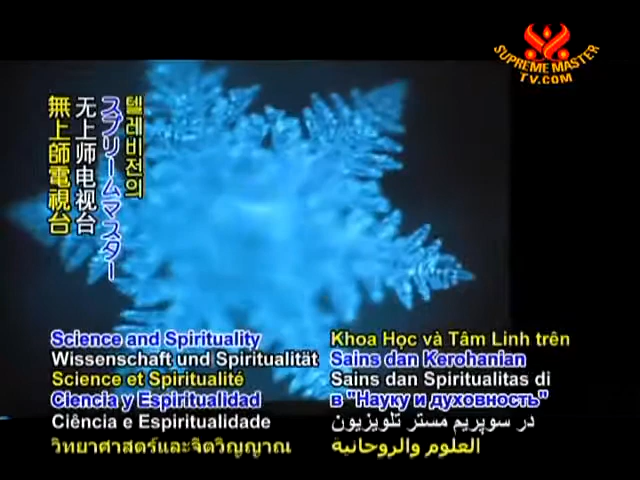 SUPREME MASTER
TV.COM
텔레비전의
スプリームマスター
无上师电视台
無上師電視台
Science and Spirituality
Wissenschaft und Spiritualität
Science et Spiritualité
Ciencia y Espiritualidad
Ciência e Espiritualidade
วิทยาศาสตร์และจิตวิญญาณ
Khoa Học và Tâm Linh trên
Sains dan Kerohanian
Sains dan Spiritualitas di
в "Науку и духовность"
در سوپریم مستر تلویزیون
العلوم والروحانية